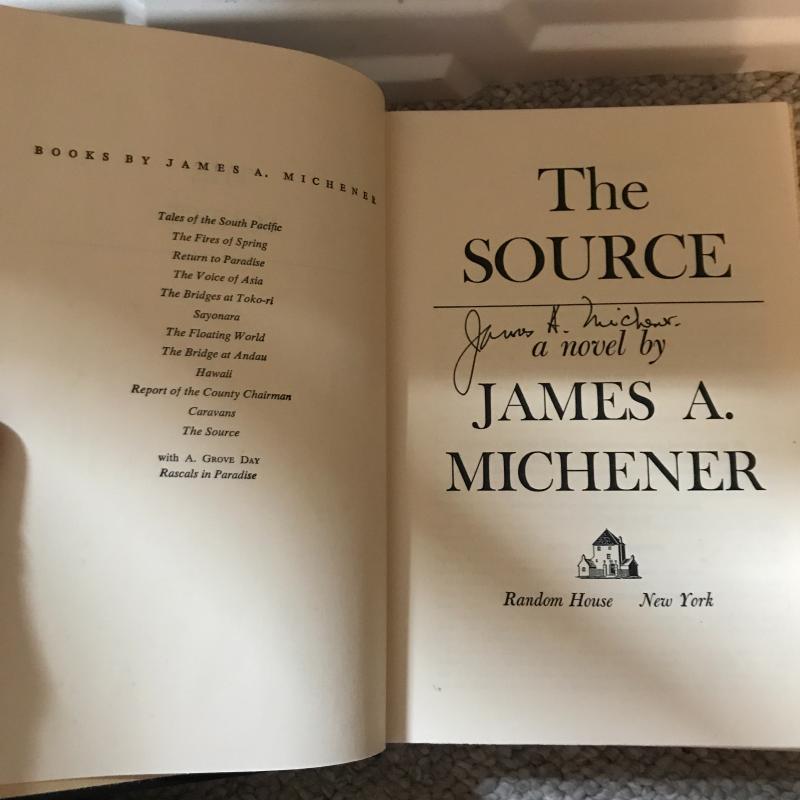 BOOKS BY JAMES A. MICHENER
Tales of the South Pacific
The Fires of Spring
Return to Paradise
The Voice of Asia
The Bridges at Toko-ri
Sayonara
The Floating World
The Bridge at Andau
Hawaii
Report of the County Chairman
Caravans
The Source
with A. GROVE DAY
Rascals in Paradise
The
SOURCE
James A. Michener
a novel by
JAMES A.
MICHENER
Random House New York